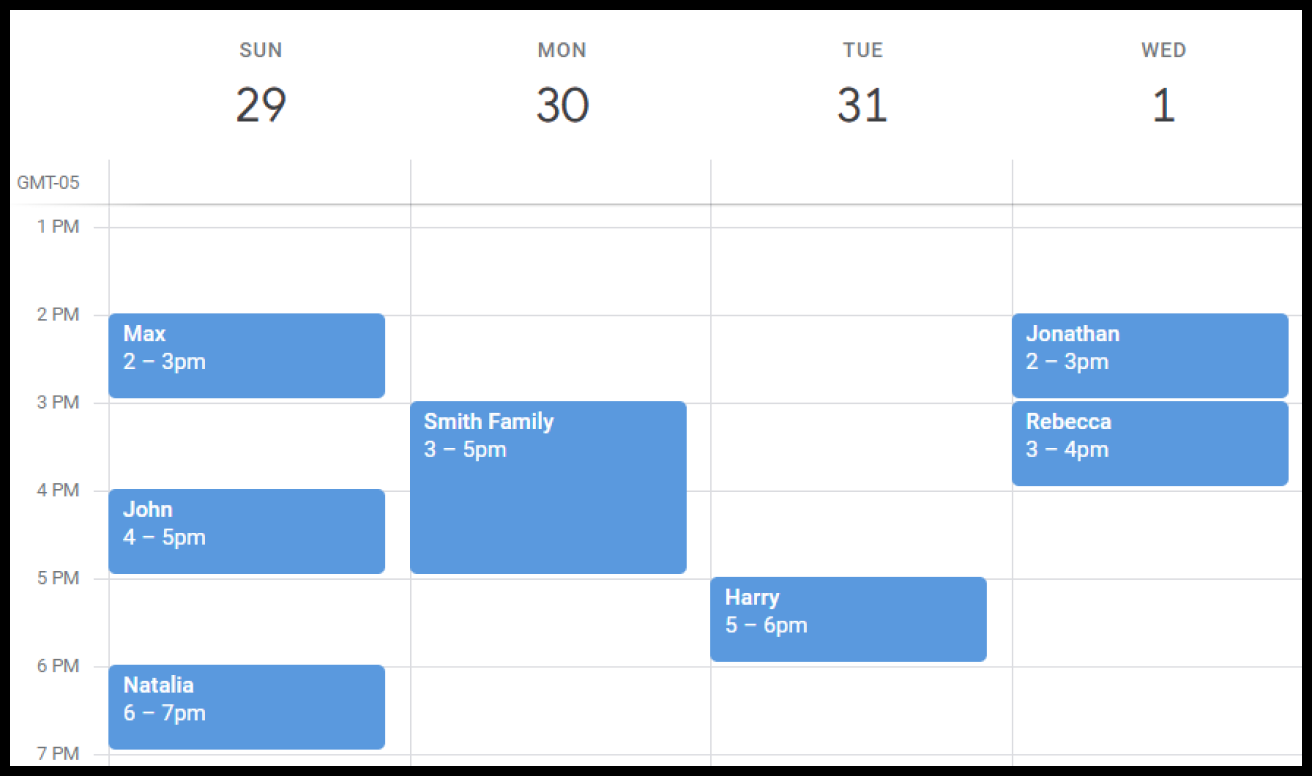 SUN
MON
TUE
WED
29
30
31
1
GMT-05
1 PM
2 PM
3 PM
4 PM
5 PM
6 PM
7 PM
Max
2 – 3pm
John
4 – 5pm
Natalia
6 – 7pm
Smith Family
3 – 5pm
Harry
5 – 6pm
Jonathan
2 – 3pm
Rebecca
3 – 4pm